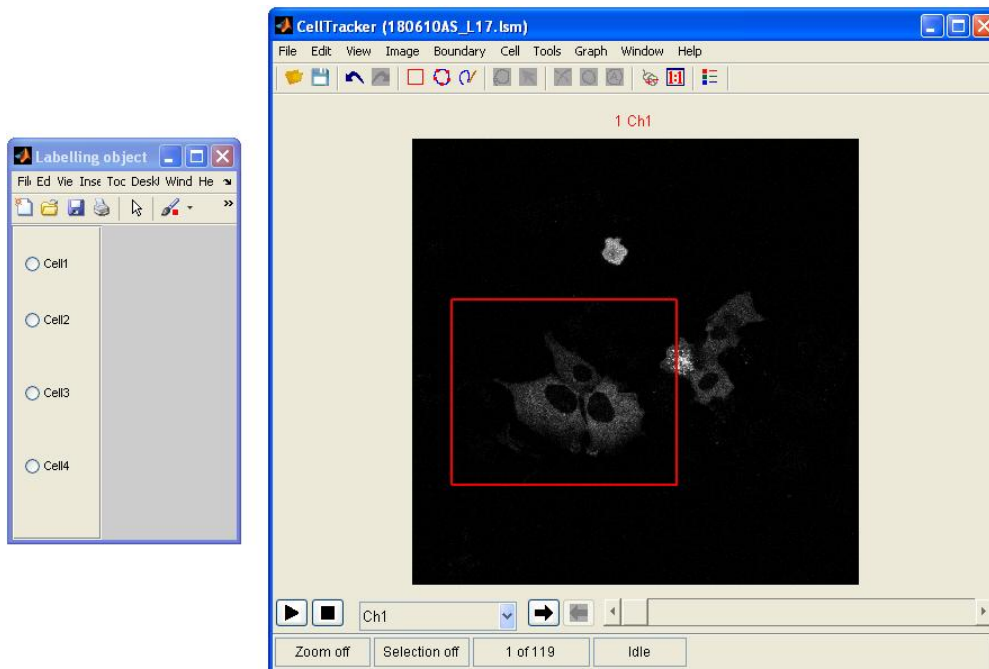 CellTracker (180610AS_L17.lsm)
File Edit View Image Boundary Cell Tools Graph Window Help
1:1
1 Ch1
Labelling object
Fil Ed Vie Inse Toc Deskl Wind He
Cell1
Cell2
Cell3
Cell4
Ch1
Zoom off Selection off 1 of 119 Idle